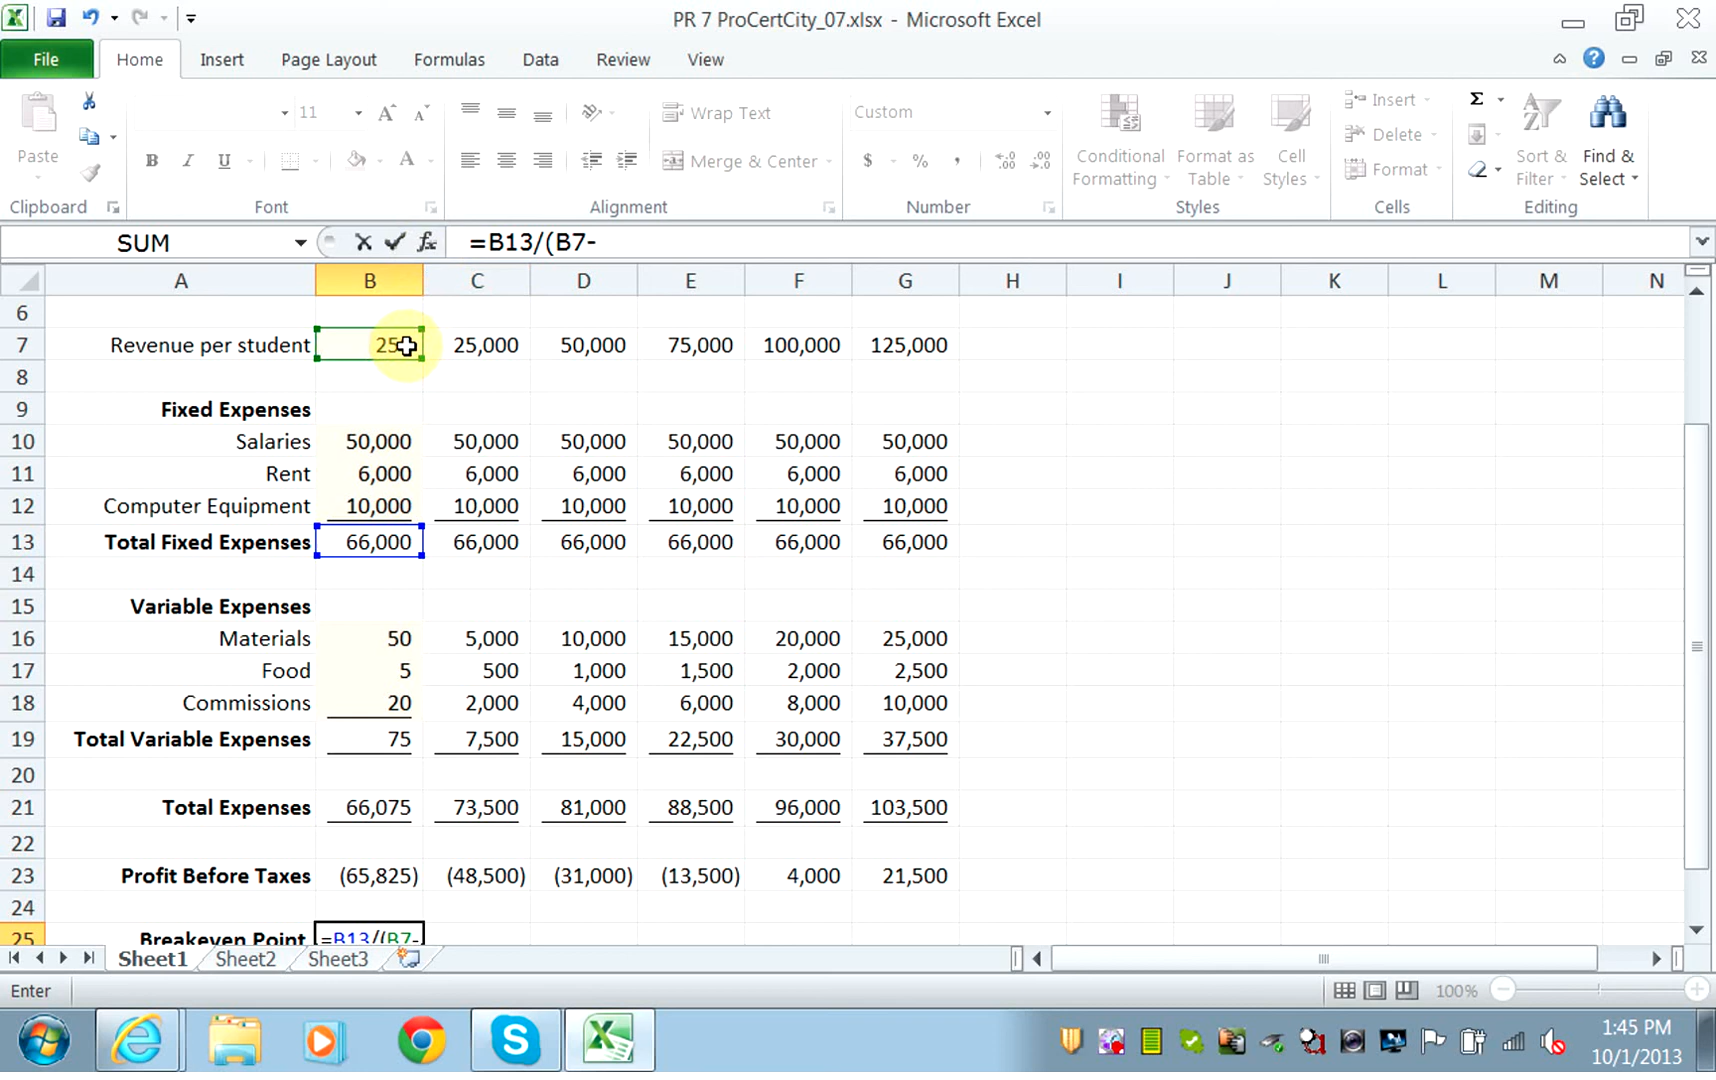 PR 7 ProCertCity_07.xlsx - Microsoft Excel
File Home Insert Page Layout Formulas Data Review View
Paste
Clipboard
11
B I U A
Font
Wrap Text
Merge & Center
Alignment
Custom
$ % ,
Number
Conditional Formatting
Format as Table
Cell Styles
Styles
Insert
Delete
Format
Cells
Σ
Sort & Filter
Find & Select
Editing
SUM fx =B13/(B7-
A B C D E F G H I J K L M N
6
7 Revenue per student 25 25,000 50,000 75,000 100,000 125,000
8
9 Fixed Expenses
10 Salaries 50,000 50,000 50,000 50,000 50,000 50,000
11 Rent 6,000 6,000 6,000 6,000 6,000 6,000
12 Computer Equipment 10,000 10,000 10,000 10,000 10,000 10,000
13 Total Fixed Expenses 66,000 66,000 66,000 66,000 66,000 66,000
14
15 Variable Expenses
16 Materials 50 5,000 10,000 15,000 20,000 25,000
17 Food 5 500 1,000 1,500 2,000 2,500
18 Commissions 20 2,000 4,000 6,000 8,000 10,000
19 Total Variable Expenses 75 7,500 15,000 22,500 30,000 37,500
20
21 Total Expenses 66,075 73,500 81,000 88,500 96,000 103,500
22
23 Profit Before Taxes (65,825) (48,500) (31,000) (13,500) 4,000 21,500
24
25 Breakeven Point =B13/(B7-
Sheet1 Sheet2 Sheet3
Enter 100%
1:45 PM
10/1/2013